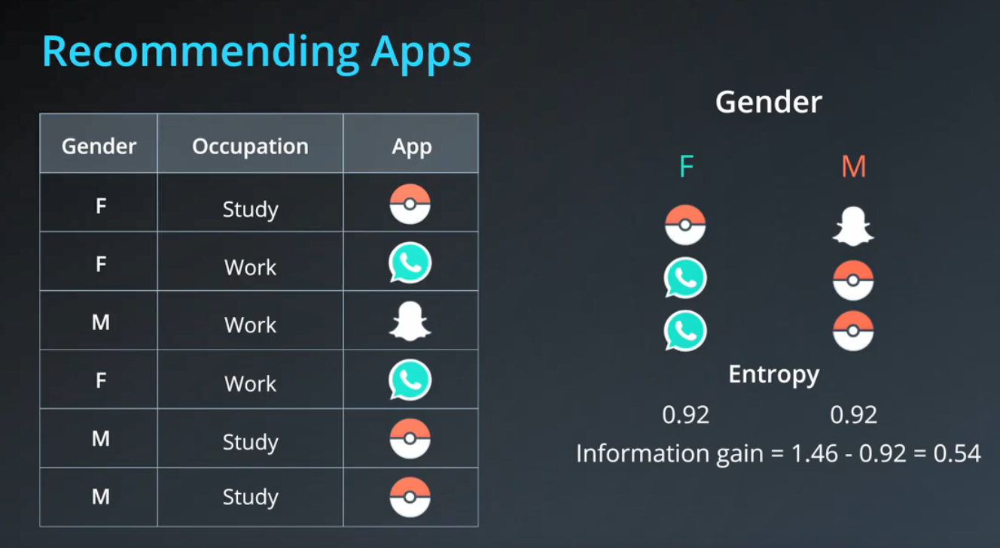 Recommending Apps
Gender Occupation App
F Study
F Work
M Work
F Work
M Study
M Study
Gender
F M
Entropy
0.92 0.92
Information gain = 1.46 - 0.92 = 0.54